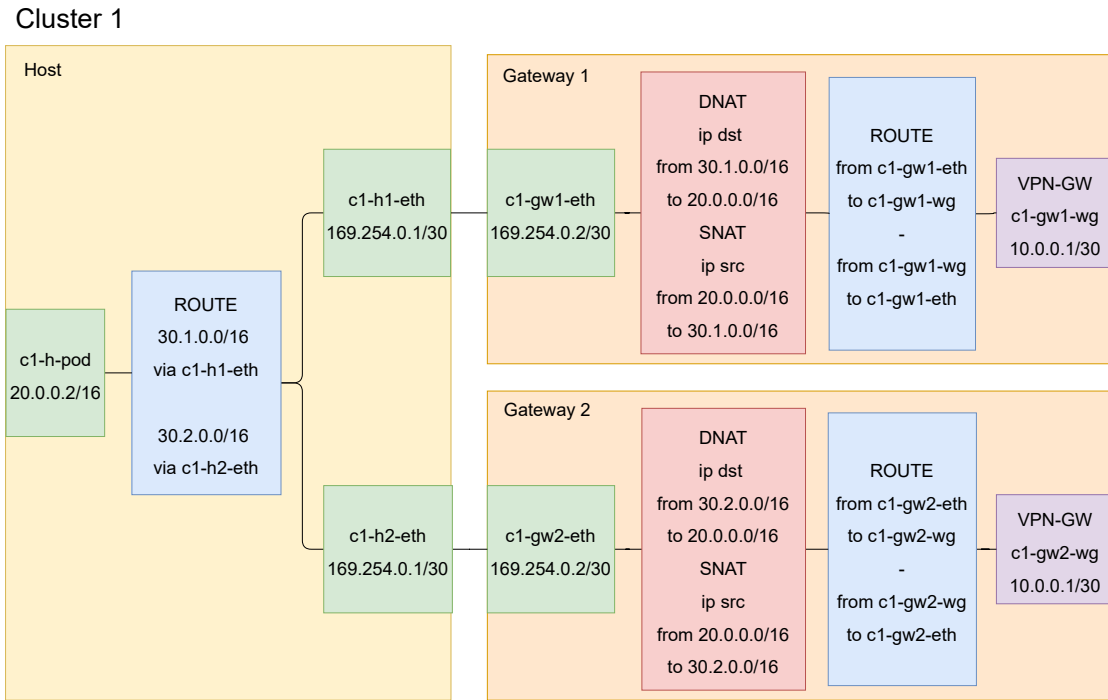 Cluster 1
Host
c1-h-pod
20.0.0.2/16
ROUTE
30.1.0.0/16
via c1-h1-eth
30.2.0.0/16
via c1-h2-eth
c1-h1-eth
169.254.0.1/30
c1-h2-eth
169.254.0.1/30
Gateway 1
c1-gw1-eth
169.254.0.2/30
DNAT
ip dst
from 30.1.0.0/16
to 20.0.0.0/16
SNAT
ip src
from 20.0.0.0/16
to 30.1.0.0/16
ROUTE
from c1-gw1-eth
to c1-gw1-wg
-
from c1-gw1-wg
to c1-gw1-eth
VPN-GW
c1-gw1-wg
10.0.0.1/30
Gateway 2
c1-gw2-eth
169.254.0.2/30
DNAT
ip dst
from 30.2.0.0/16
to 20.0.0.0/16
SNAT
ip src
from 20.0.0.0/16
to 30.2.0.0/16
ROUTE
from c1-gw2-eth
to c1-gw2-wg
-
from c1-gw2-wg
to c1-gw2-eth
VPN-GW
c1-gw2-wg
10.0.0.1/30